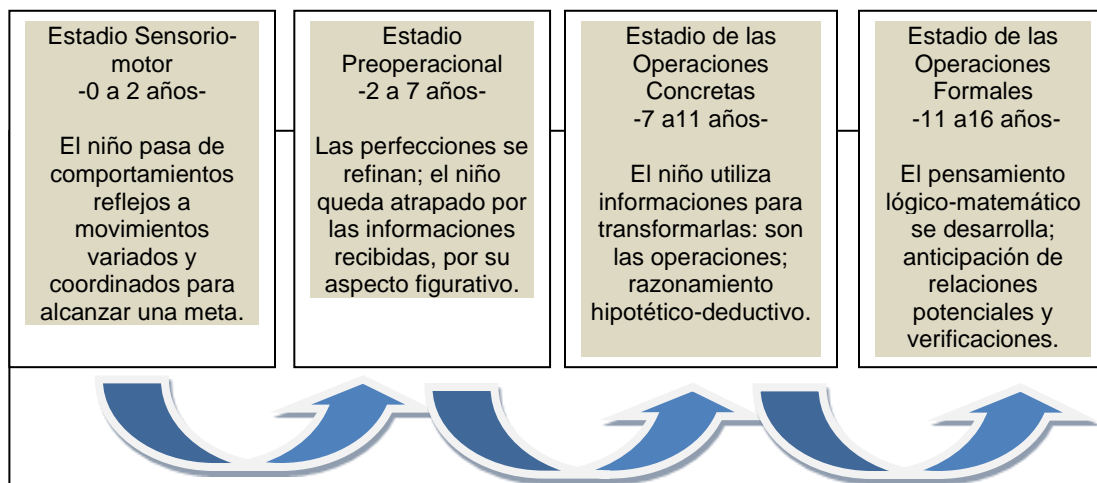 Estadio Sensorio-
motor
-0 a 2 años-
El niño pasa de
comportamientos
reflejos a
movimientos
variados y
coordinados para
alcanzar una meta.
Estadio
Preoperacional
-2 a 7 años-
Las perfecciones se
refinan; el niño
queda atrapado por
las informaciones
recibidas, por su
aspecto figurativo.
Estadio de las
Operaciones
Concretas
-7 a11 años-
El niño utiliza
informaciones para
transformarlas: son
las operaciones;
razonamiento
hipotético-deductivo.
Estadio de las
Operaciones
Formales
-11 a16 años-
El pensamiento
lógico-matemático
se desarrolla;
anticipación de
relaciones
potenciales y
verificaciones.